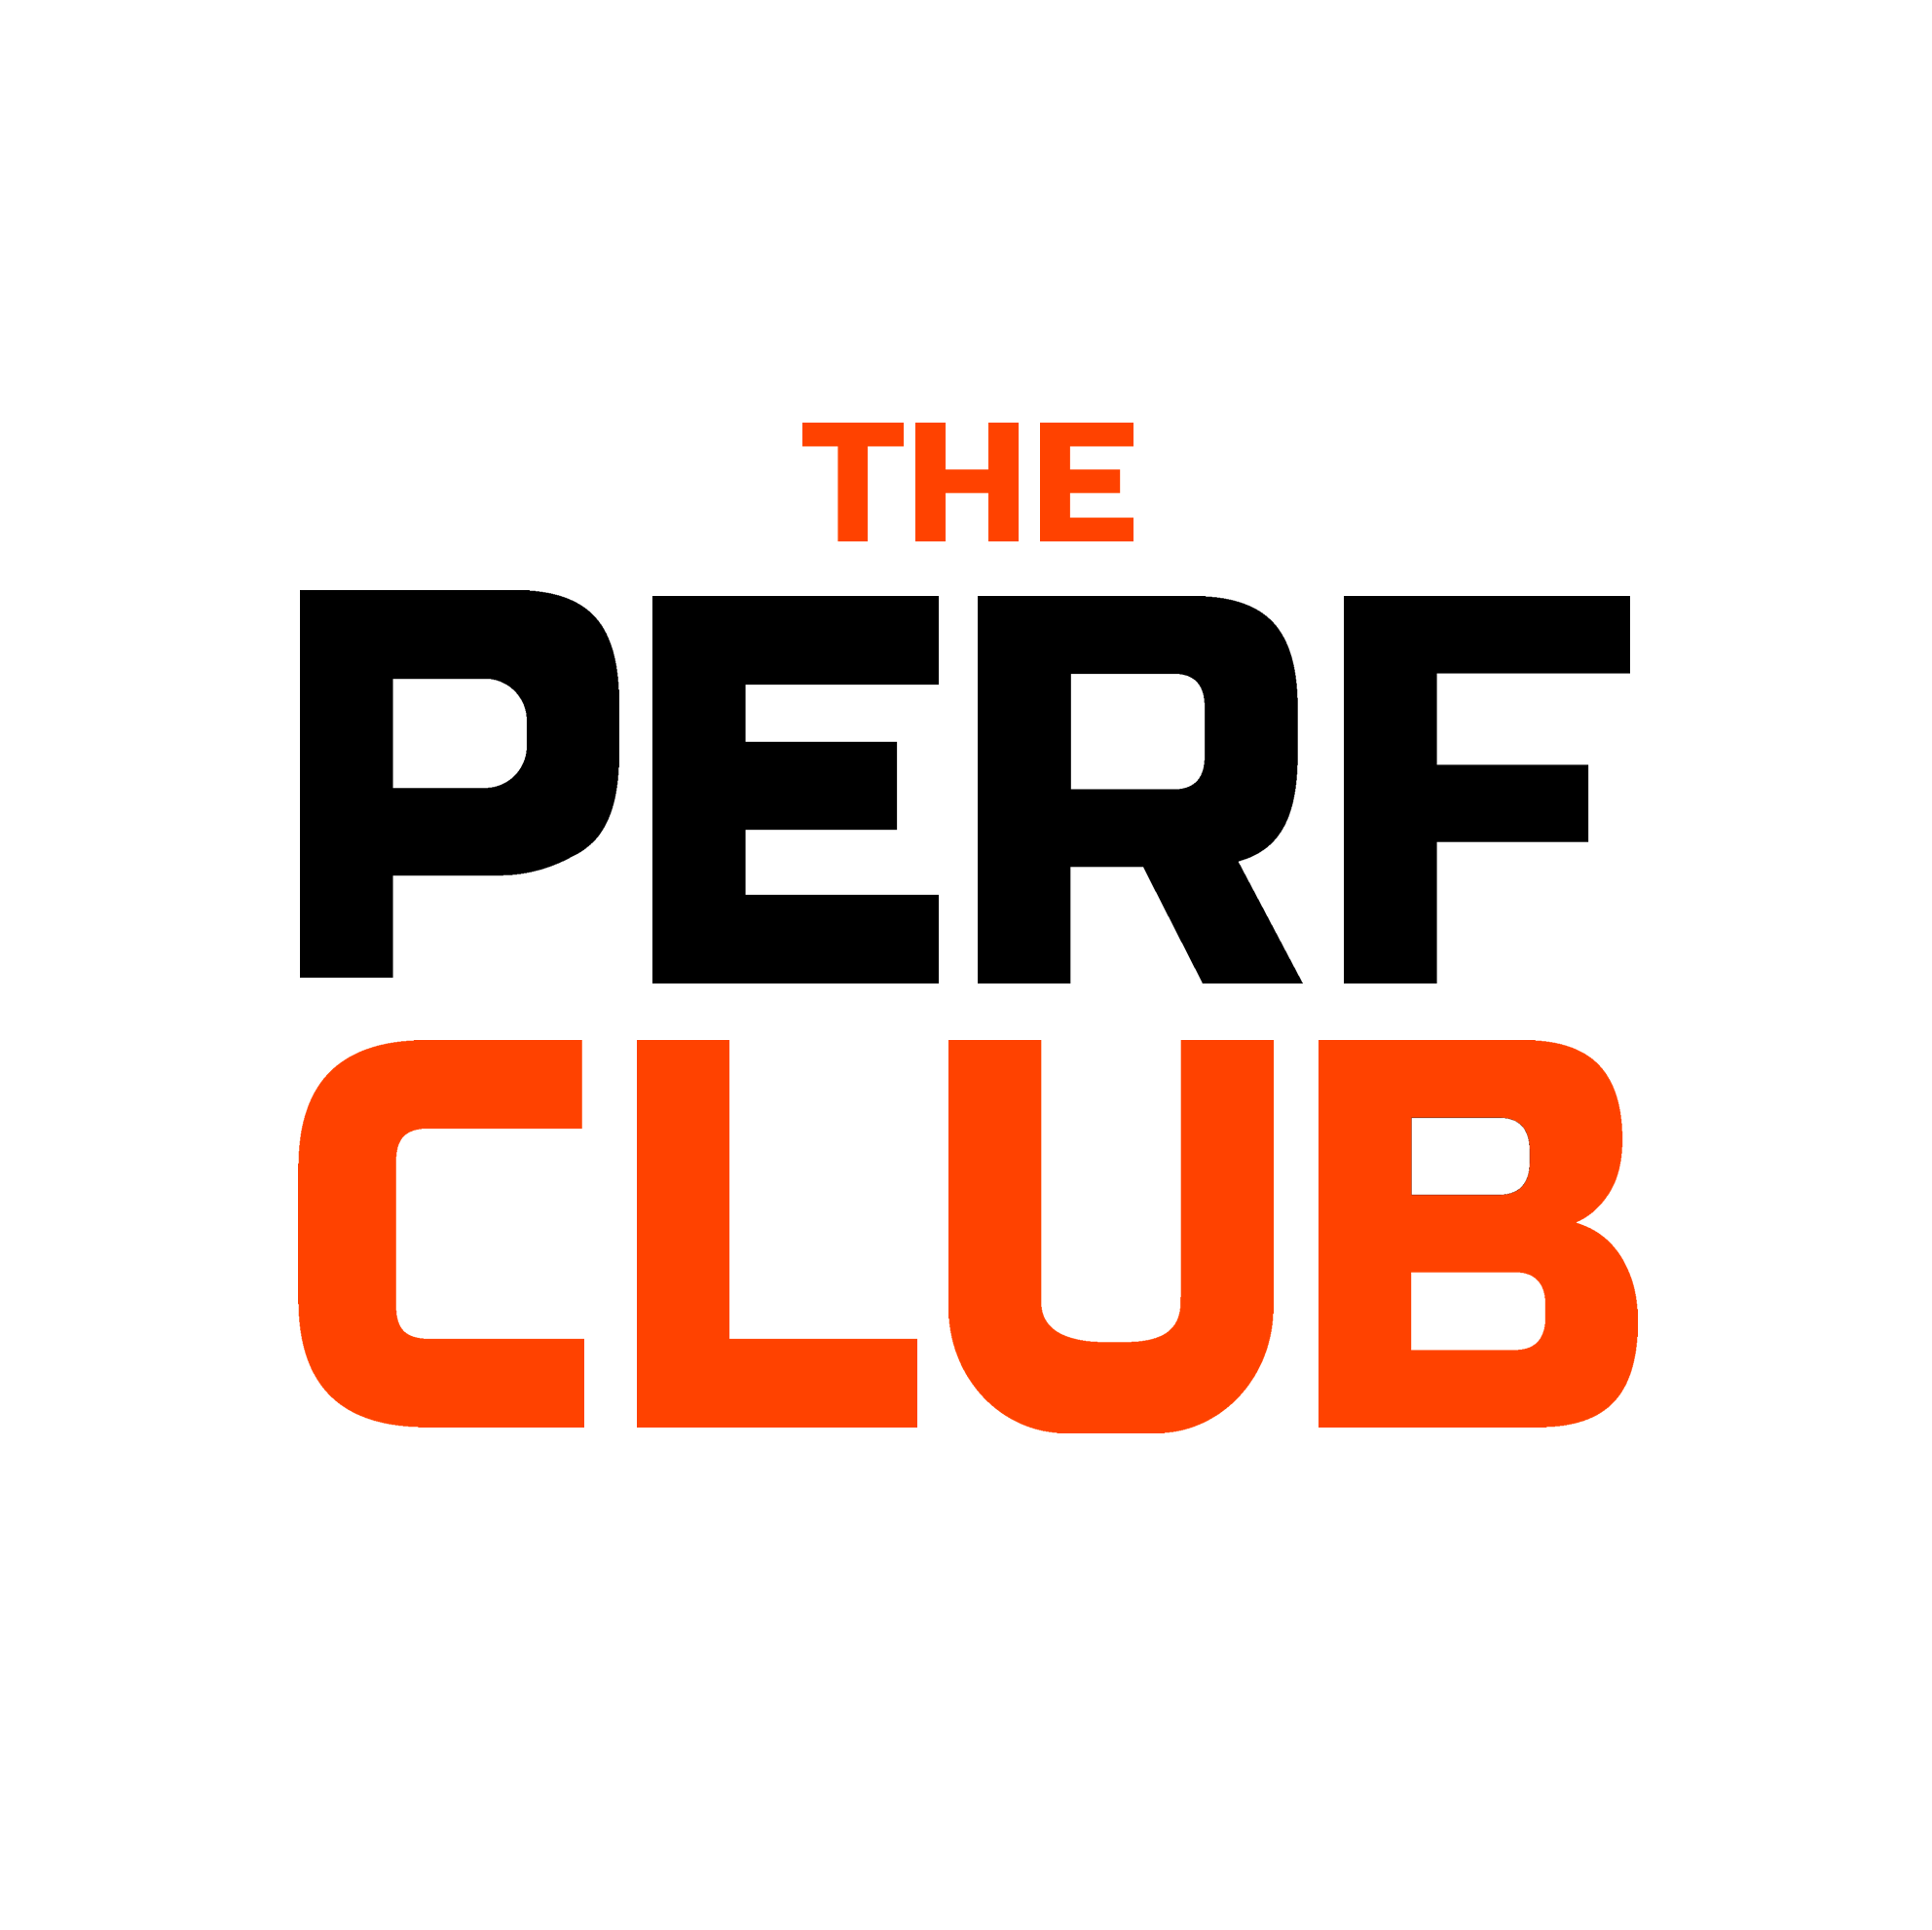 THE
PERF
CLUB